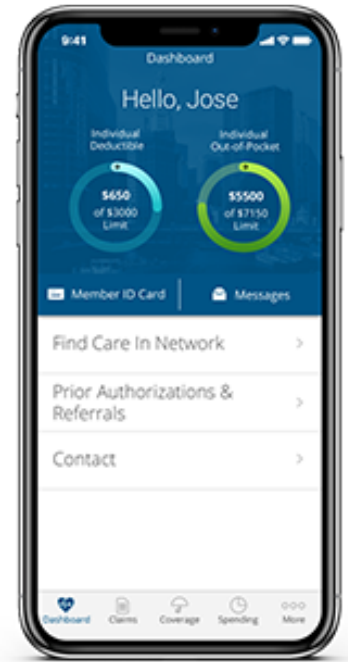 9:41
Dashboard
Hello, Jose
Individual
Deductible
Individual
Out-of-Pocket
$650
of $3000
Limit
$5500
of $7150
Limit
Member ID Card
Messages
Find Care In Network
Prior Authorizations &
Referrals
Contact
Dashboard
Claims
Coverage
Spending
More